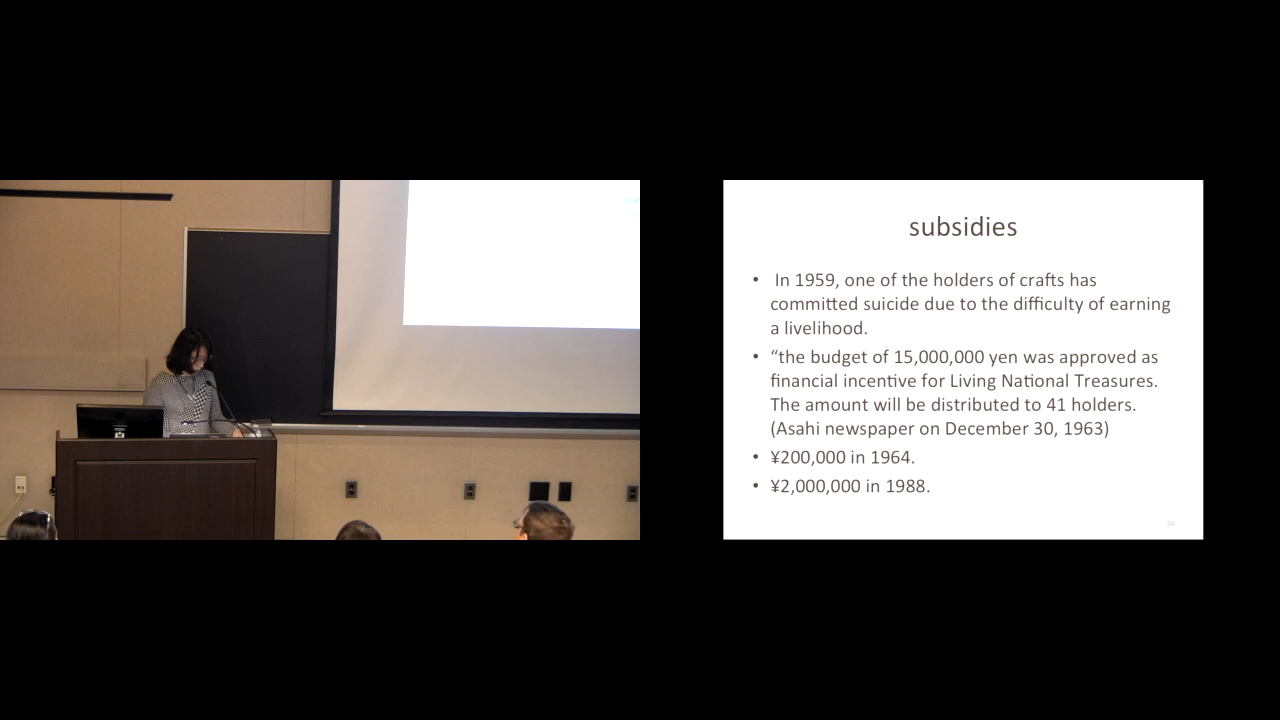 subsidies
• In 1959, one of the holders of crafts has
committed suicide due to the difficulty of earning
a livelihood.
• “the budget of 15,000,000 yen was approved as
financial incentive for Living National Treasures.
The amount will be distributed to 41 holders.
(Asahi newspaper on December 30, 1963)
• ¥200,000 in 1964.
• ¥2,000,000 in 1988.
26